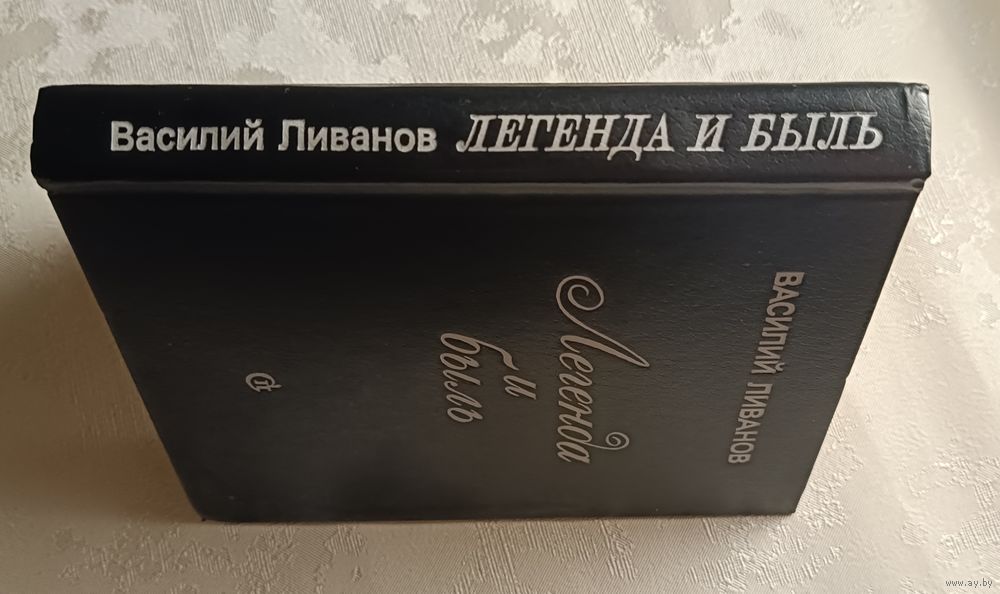 Василий Ливанов ЛЕГЕНДА И БЫЛЬ
ВАСИЛИЙ ЛИВАНОВ
Легенда
и
быль
www.ay.by